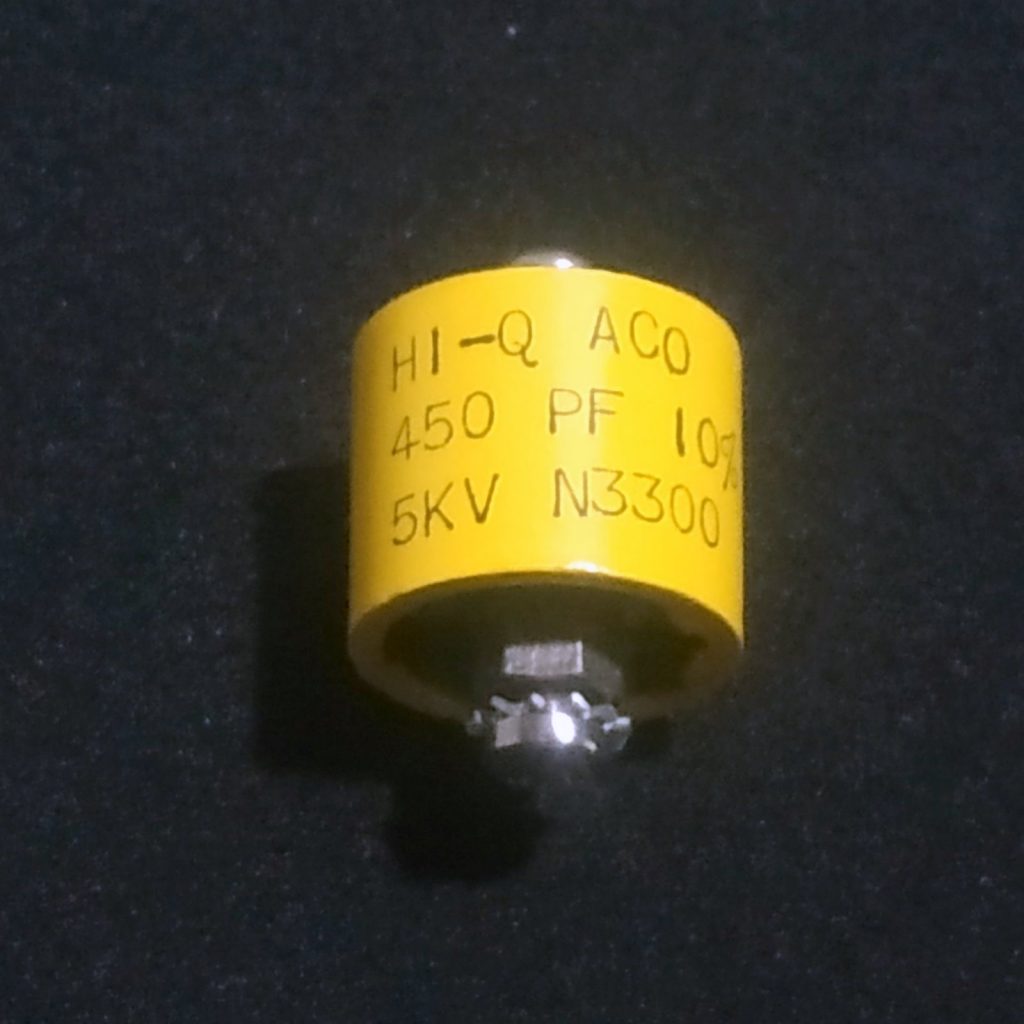 HI-Q ACO
450 PF 10%
5KV N3300